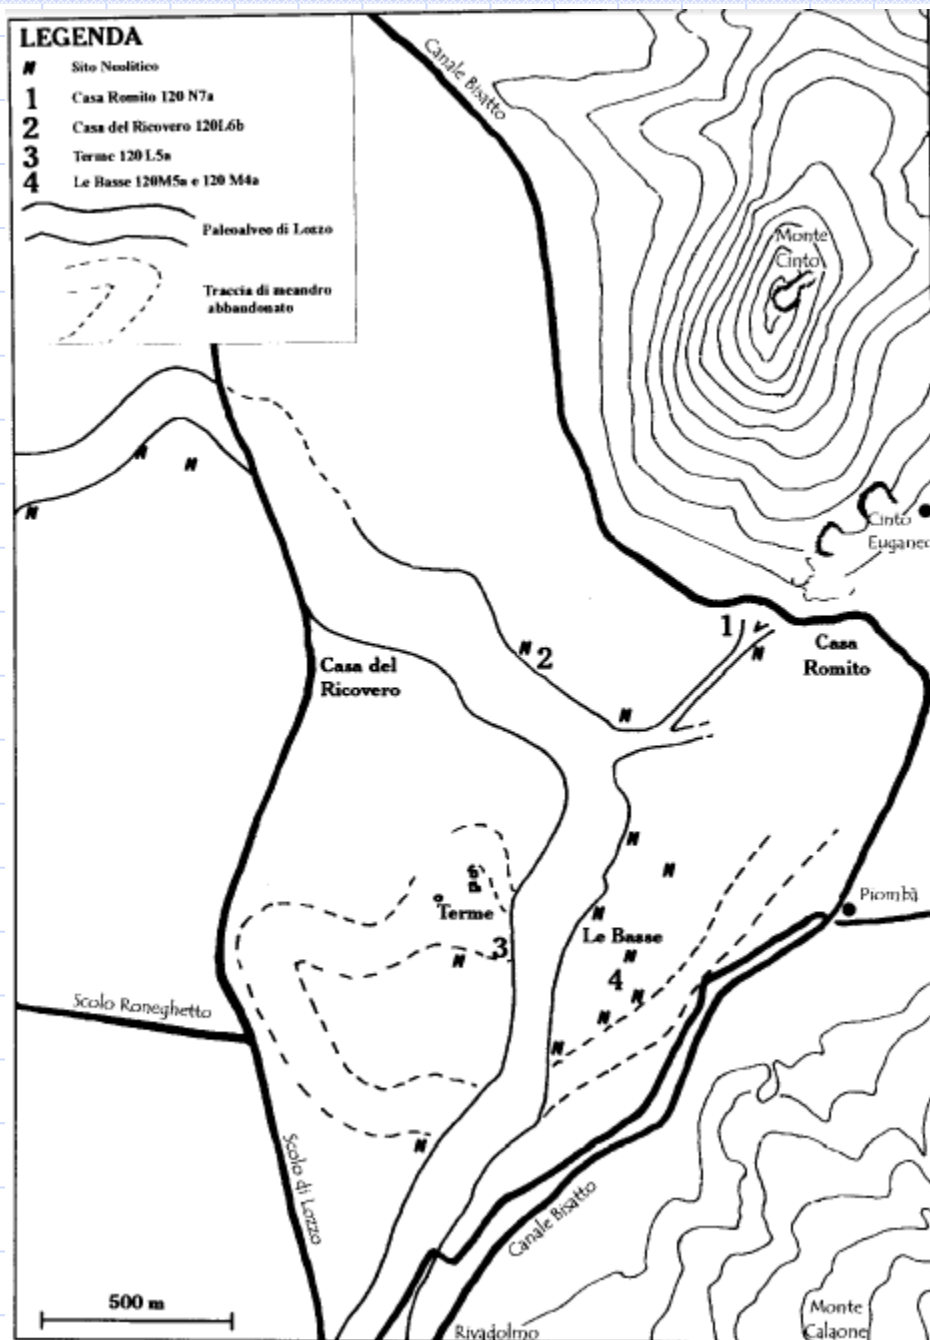 LEGENDA
N Sito Neolitico
1 Casa Romito 120 N7a
2 Casa del Ricovero 120L6b
3 Terme 120 L5a
4 Le Basse 120M5a e 120 M4a
Paleoalveo di Lozzo
Traccia di meandro
abbandonato
Canale Bisatto
Monte
Cinto
N
N
N
Cinto
Euganeo
1
N
Casa
Romito
N
2
Casa del
Ricovero
N
N
N
Piombà
Terme
N
Le Basse
3
N
N
4
N
N
N
Scolo Roneghetto
N
Scolo di Lozzo
Canale Bisatto
500 m
Rivadolmo
Monte
Calaone